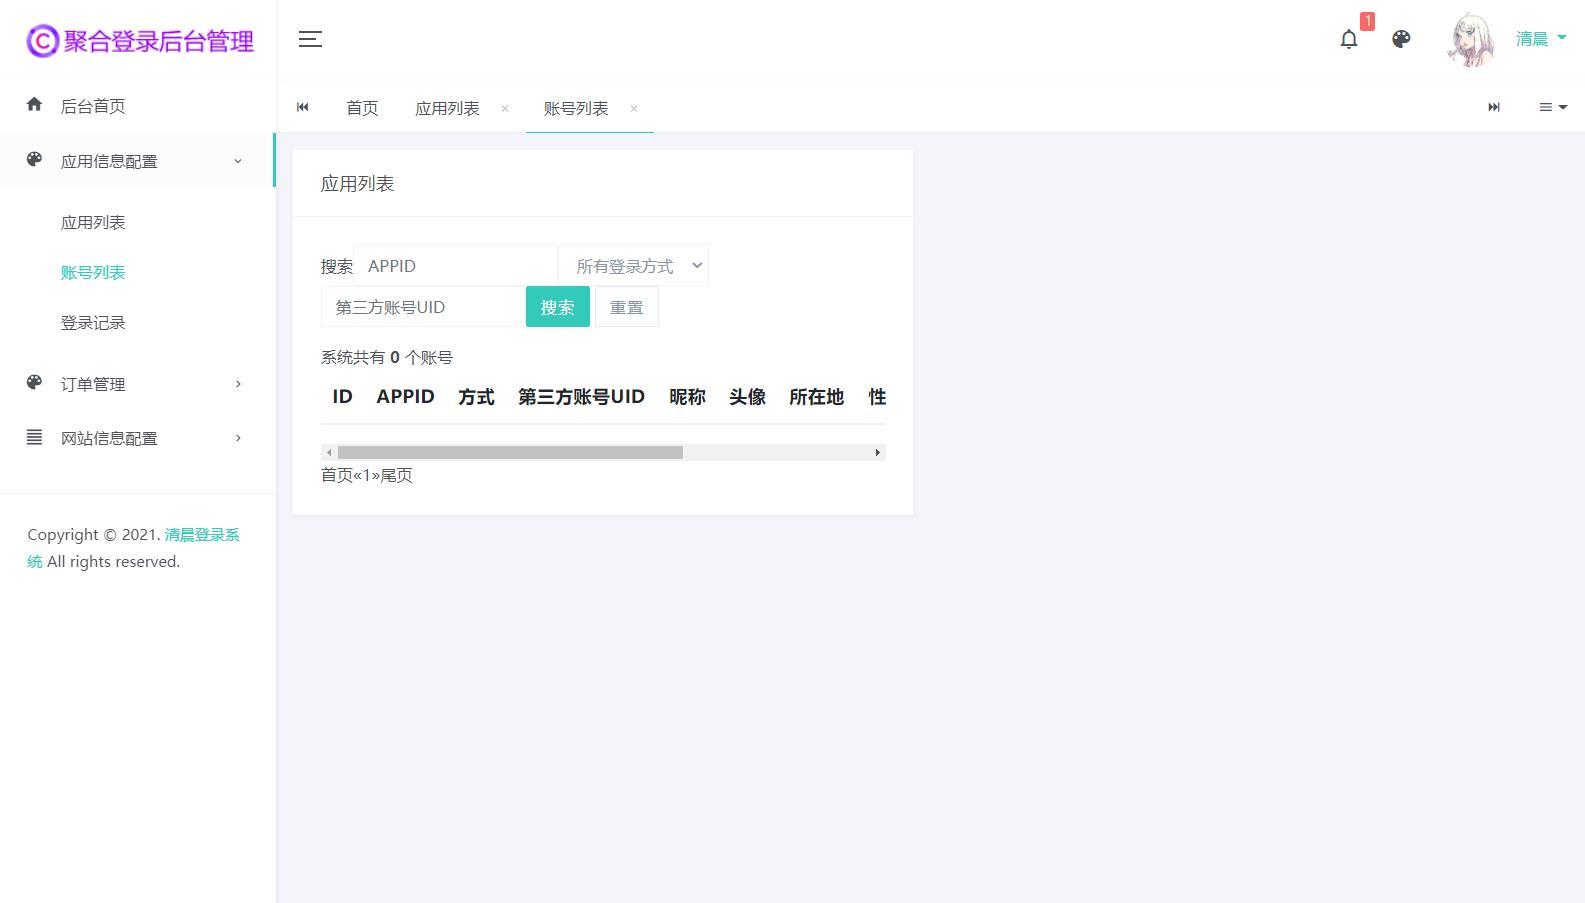 聚合登录后台管理
1
清晨
后台首页
首页 应用列表 × 账号列表 ×
应用信息配置
应用列表
账号列表
登录记录
订单管理
网站信息配置
Copyright © 2021. 清晨登录系
统 All rights reserved.
应用列表
搜索 APPID 所有登录方式
第三方账号UID 搜索 重置
系统共有 0 个账号
ID APPID 方式 第三方账号UID 昵称 头像 所在地 性
首页«1»尾页